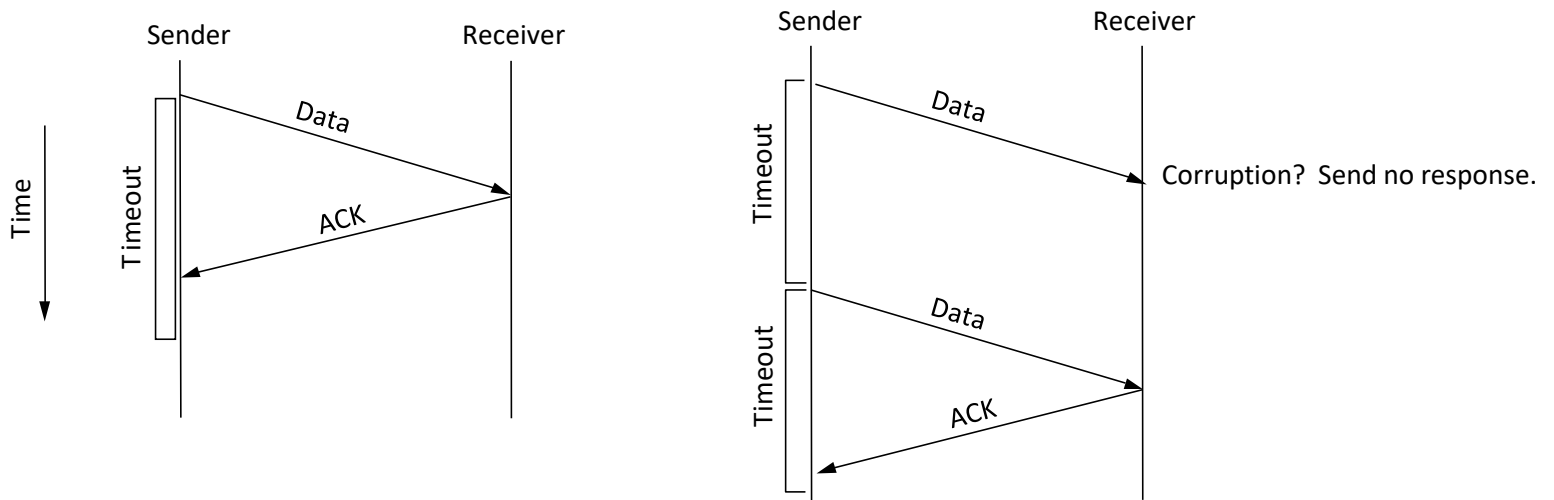 Sender
Receiver
Time
Timeout
Data
ACK
Sender
Receiver
Timeout
Data
Corruption? Send no response.
Timeout
Data
ACK